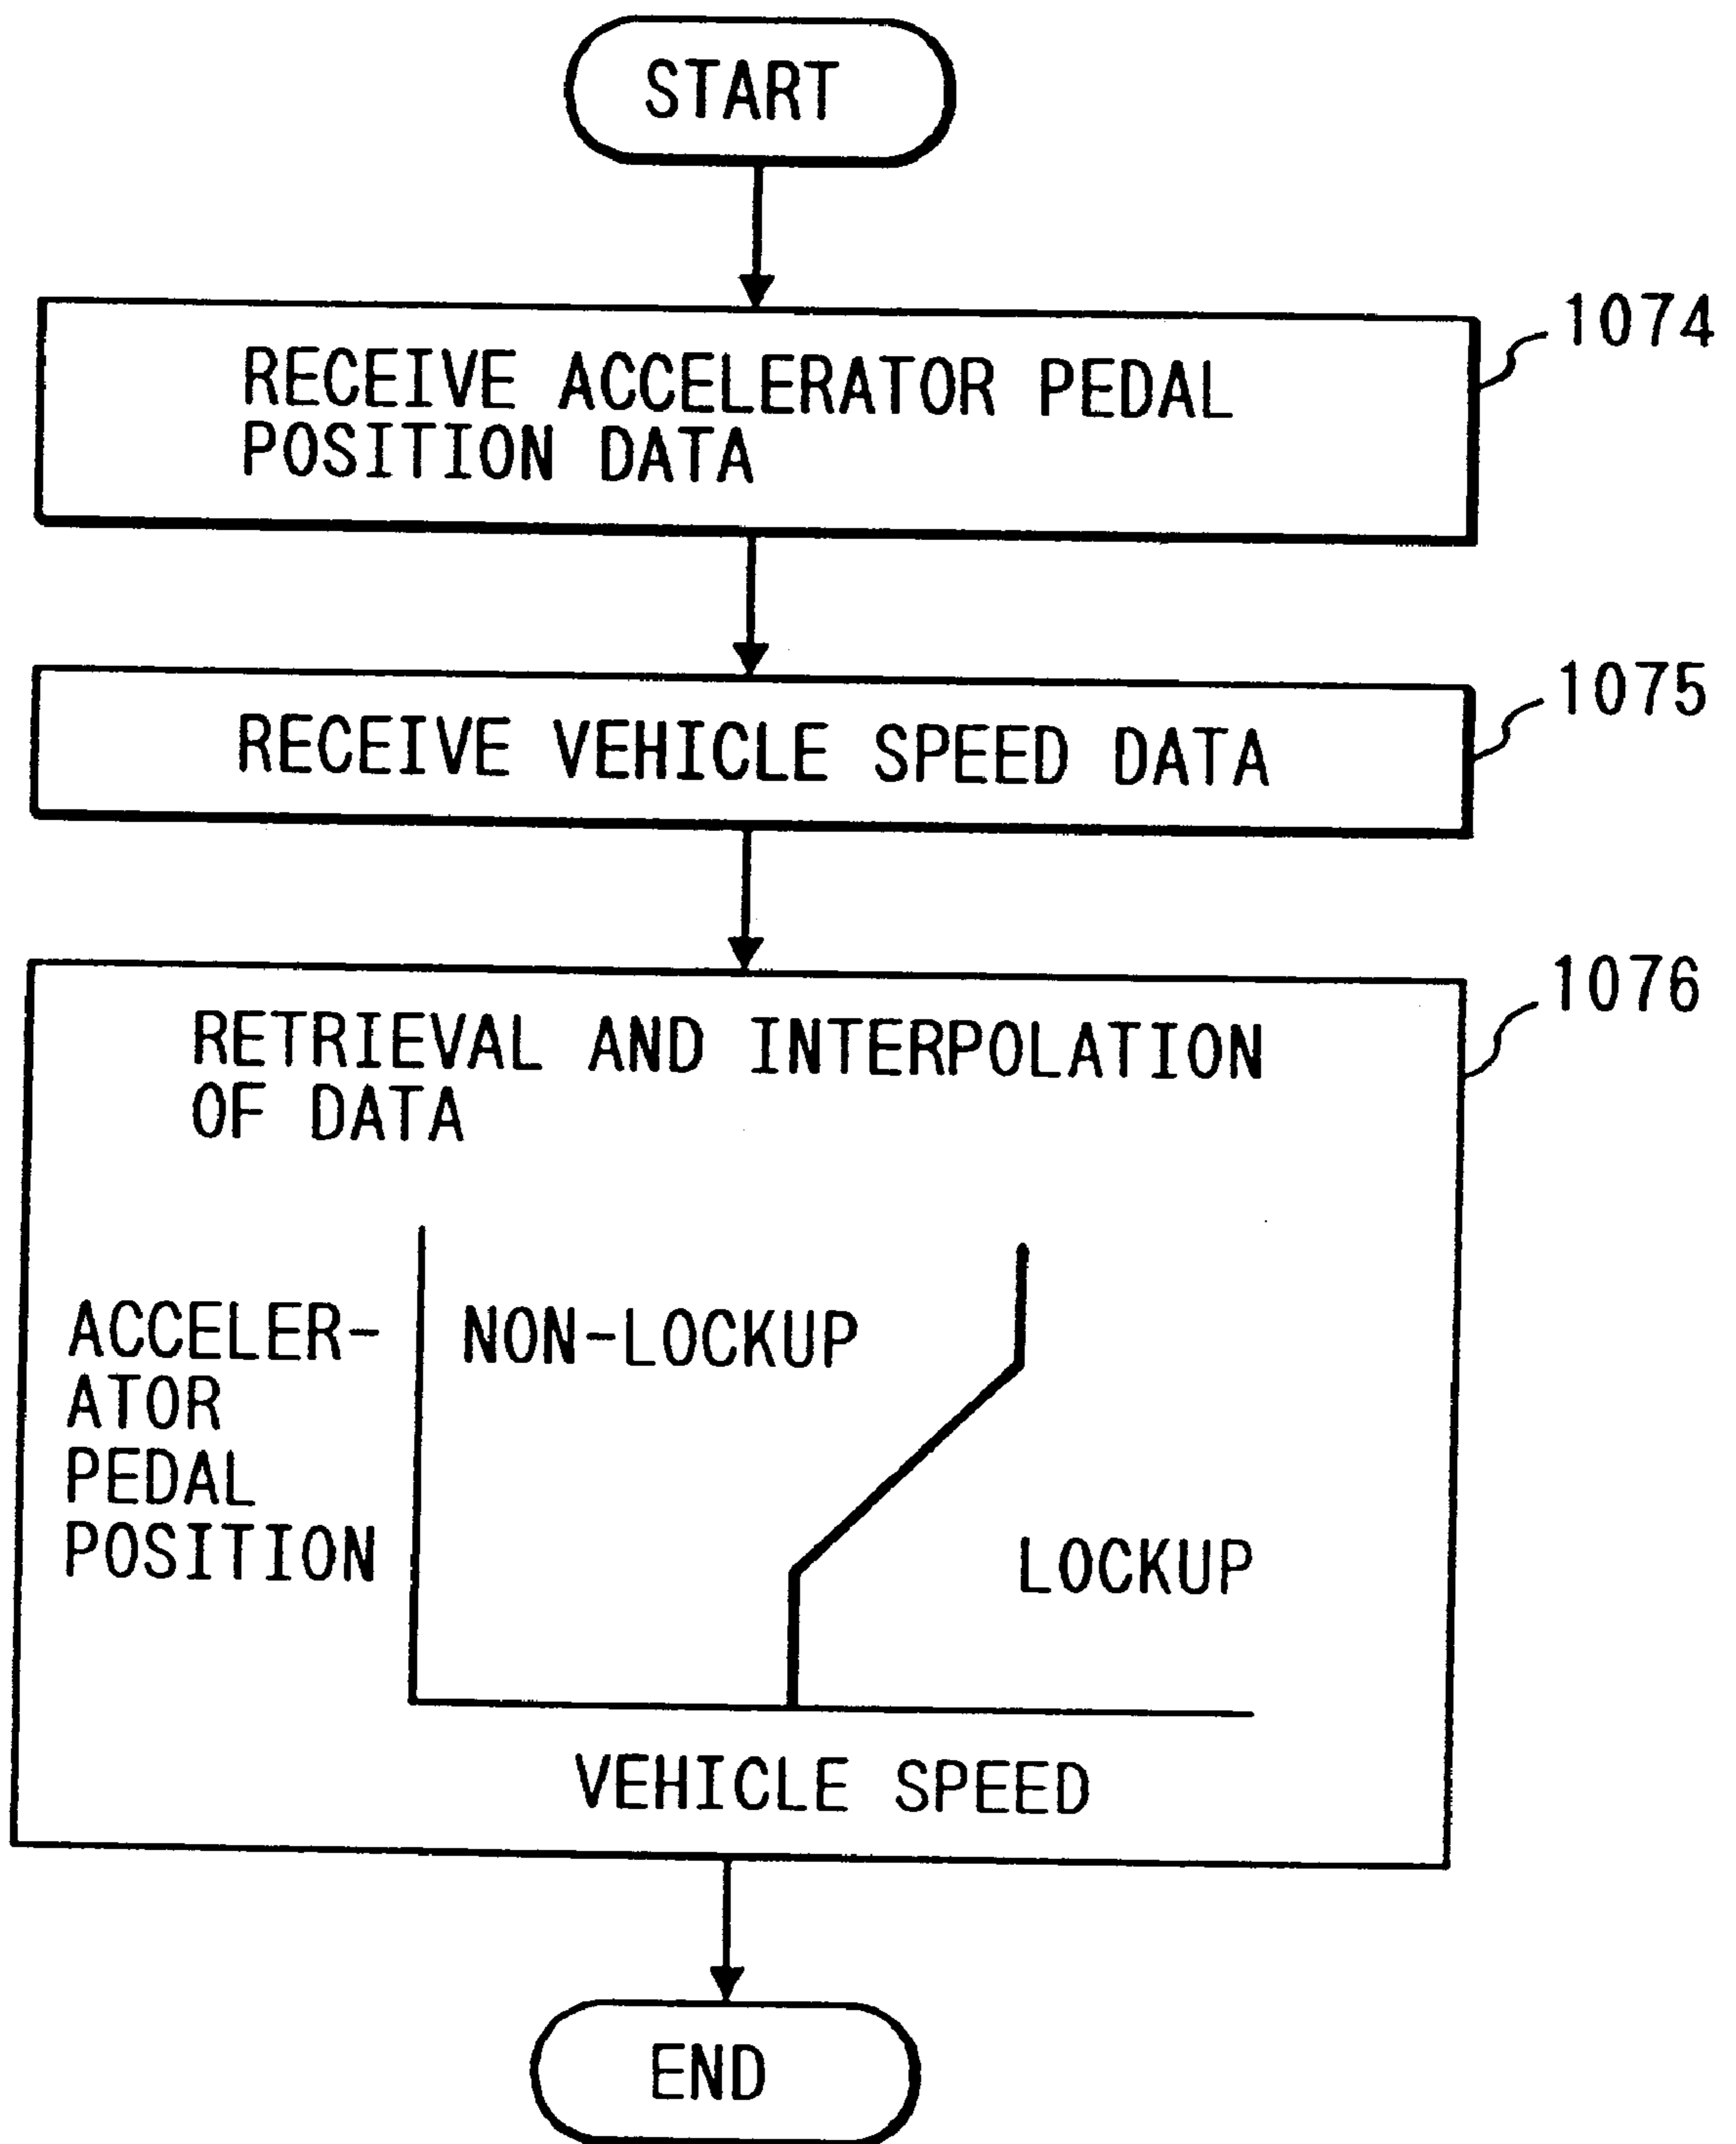 START
1074
RECEIVE ACCELERATOR PEDAL
POSITION DATA
1075
RECEIVE VEHICLE SPEED DATA
1076
RETRIEVAL AND INTERPOLATION
OF DATA
ACCELER-
ATOR
PEDAL
POSITION
NON-LOCKUP
LOCKUP
VEHICLE SPEED
END